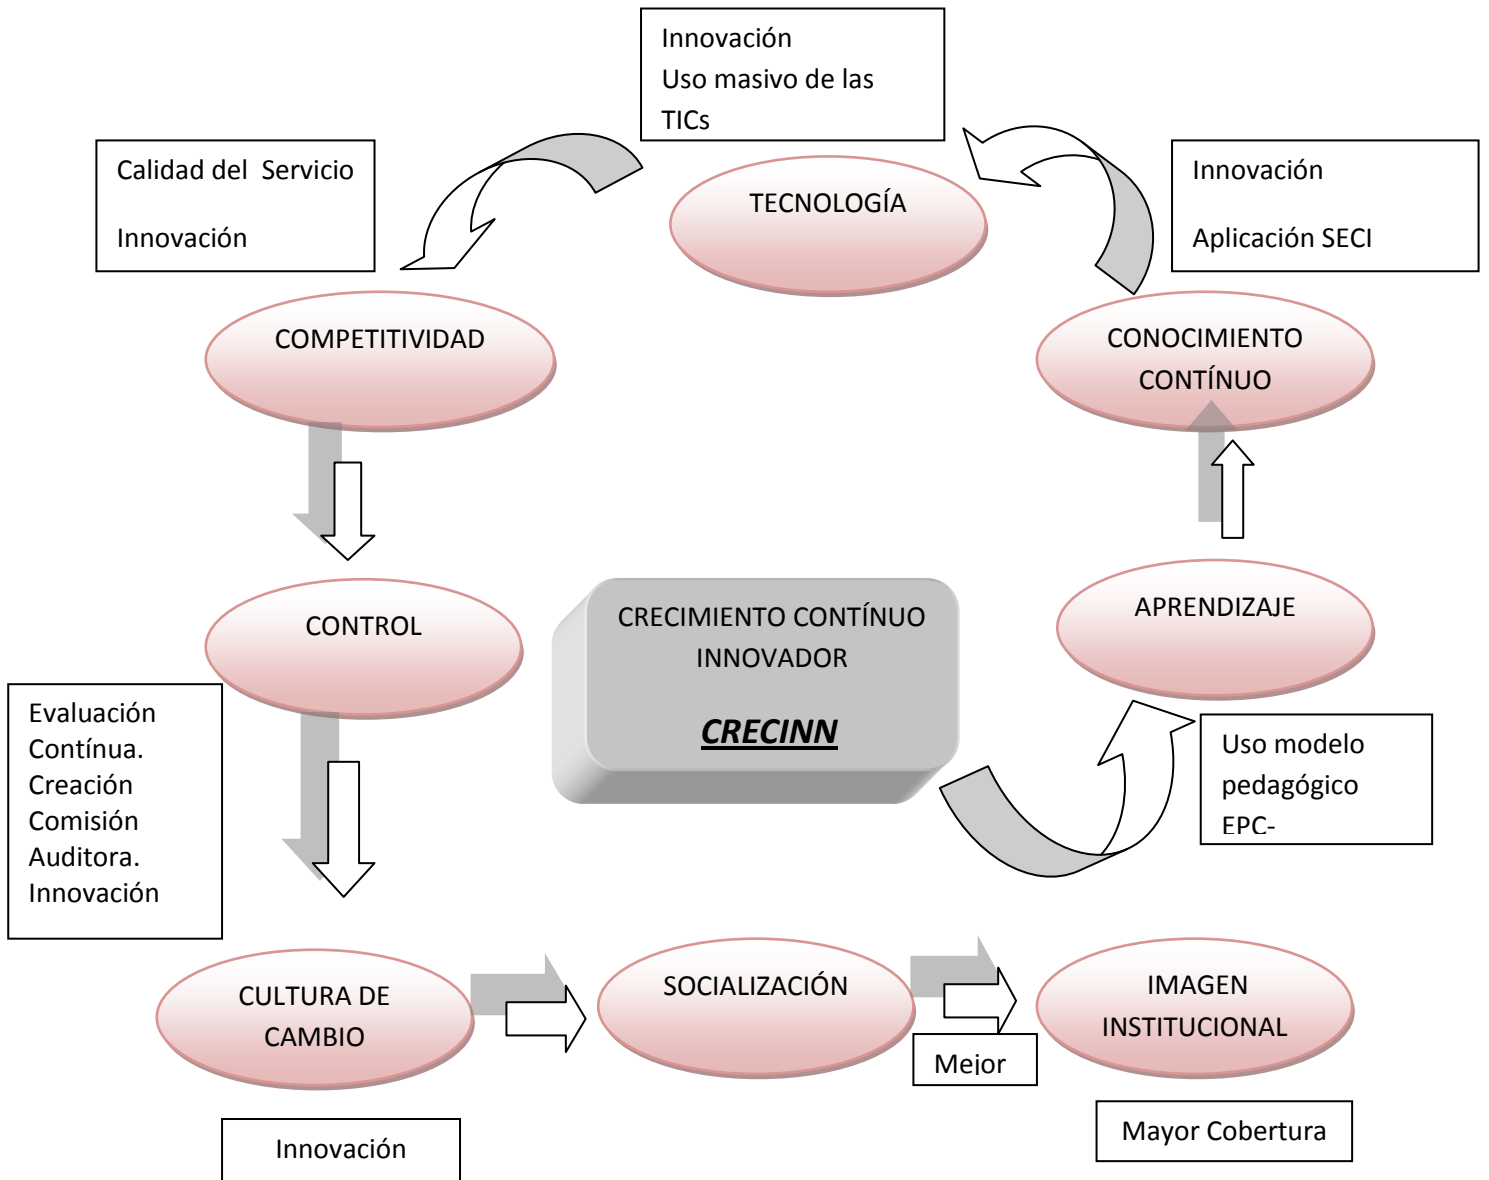 Innovación
Uso masivo de las
TICs
Calidad del Servicio
Innovación
Innovación
Aplicación SECI
TECNOLOGÍA
COMPETITIVIDAD
CONOCIMIENTO
CONTÍNUO
CONTROL
CRECIMIENTO CONTÍNUO
INNOVADOR
CRECINN
APRENDIZAJE
Evaluación
Contínua.
Creación
Comisión
Auditora.
Innovación
Uso modelo
pedagógico
EPC-
CULTURA DE
CAMBIO
SOCIALIZACIÓN
IMAGEN
INSTITUCIONAL
Mejor
Innovación
Mayor Cobertura